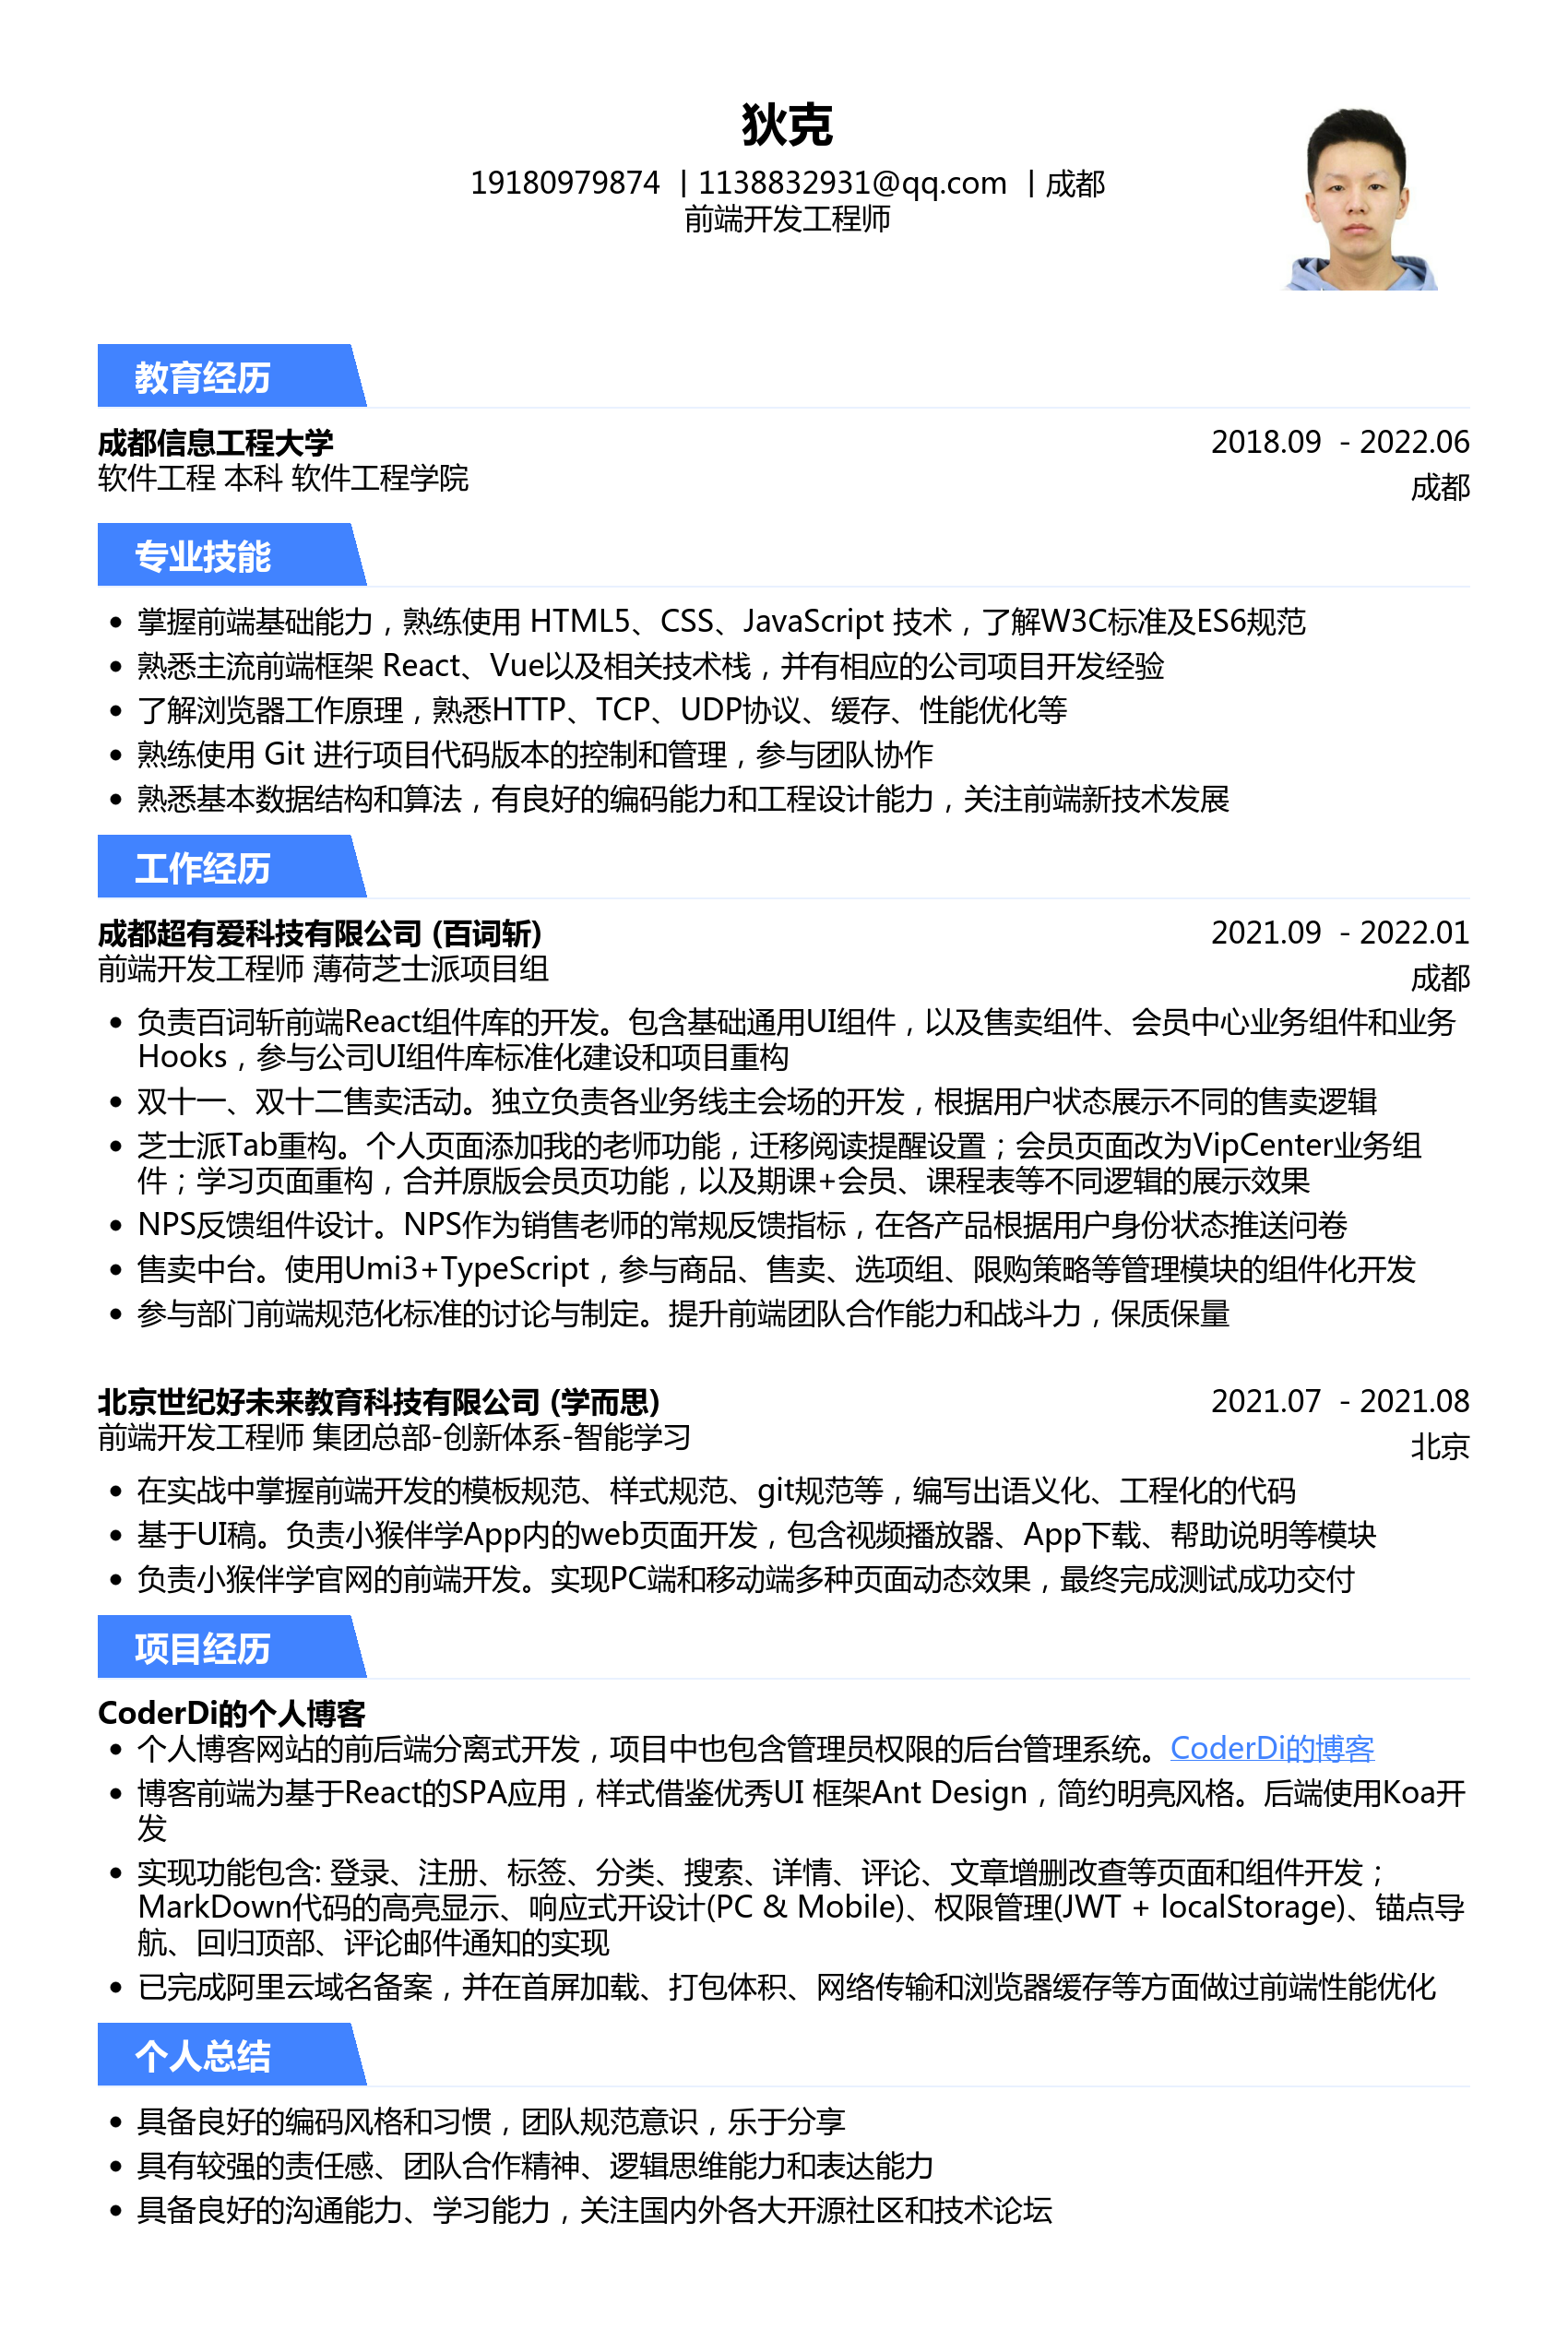 狄克
19180979874 | 1138832931@qq.com | 成都
前端开发工程师
教育经历
成都信息工程大学 2018.09 - 2022.06
软件工程 本科 软件工程学院 成都
专业技能
• 掌握前端基础能力，熟练使用 HTML5、CSS、JavaScript 技术，了解W3C标准及ES6规范
• 熟悉主流前端框架 React、Vue以及相关技术栈，并有相应的公司项目开发经验
• 了解浏览器工作原理，熟悉HTTP、TCP、UDP协议、缓存、性能优化等
• 熟练使用 Git 进行项目代码版本的控制和管理，参与团队协作
• 熟悉基本数据结构和算法，有良好的编码能力和工程设计能力，关注前端新技术发展
工作经历
成都超有爱科技有限公司 (百词斩) 2021.09 - 2022.01
前端开发工程师 薄荷芝士派项目组 成都
• 负责百词斩前端React组件库的开发。包含基础通用UI组件，以及售卖组件、会员中心业务组件和业务
Hooks，参与公司UI组件库标准化建设和项目重构
• 双十一、双十二售卖活动。独立负责各业务线主会场的开发，根据用户状态展示不同的售卖逻辑
• 芝士派Tab重构。个人页面添加我的老师功能，迁移阅读提醒设置；会员页面改为VipCenter业务组
件；学习页面重构，合并原版会员页功能，以及期课+会员、课程表等不同逻辑的展示效果
• NPS反馈组件设计。NPS作为销售老师的常规反馈指标，在各产品根据用户身份状态推送问卷
• 售卖中台。使用Umi3+TypeScript，参与商品、售卖、选项组、限购策略等管理模块的组件化开发
• 参与部门前端规范化标准的讨论与制定。提升前端团队合作能力和战斗力，保质保量
北京世纪好未来教育科技有限公司 (学而思) 2021.07 - 2021.08
前端开发工程师 集团总部-创新体系-智能学习 北京
• 在实战中掌握前端开发的模板规范、样式规范、git规范等，编写出语义化、工程化的代码
• 基于UI稿。负责小猴伴学App内的web页面开发，包含视频播放器、App下载、帮助说明等模块
• 负责小猴伴学官网的前端开发。实现PC端和移动端多种页面动态效果，最终完成测试成功交付
项目经历
CoderDi的个人博客
• 个人博客网站的前后端分离式开发，项目中也包含管理员权限的后台管理系统。CoderDi的博客
• 博客前端为基于React的SPA应用，样式借鉴优秀UI 框架Ant Design，简约明亮风格。后端使用Koa开
发
• 实现功能包含: 登录、注册、标签、分类、搜索、详情、评论、文章增删改查等页面和组件开发；
MarkDown代码的高亮显示、响应式开设计(PC & Mobile)、权限管理(JWT + localStorage)、锚点导
航、回归顶部、评论邮件通知的实现
• 已完成阿里云域名备案，并在首屏加载、打包体积、网络传输和浏览器缓存等方面做过前端性能优化
个人总结
• 具备良好的编码风格和习惯，团队规范意识，乐于分享
• 具有较强的责任感、团队合作精神、逻辑思维能力和表达能力
• 具备良好的沟通能力、学习能力，关注国内外各大开源社区和技术论坛